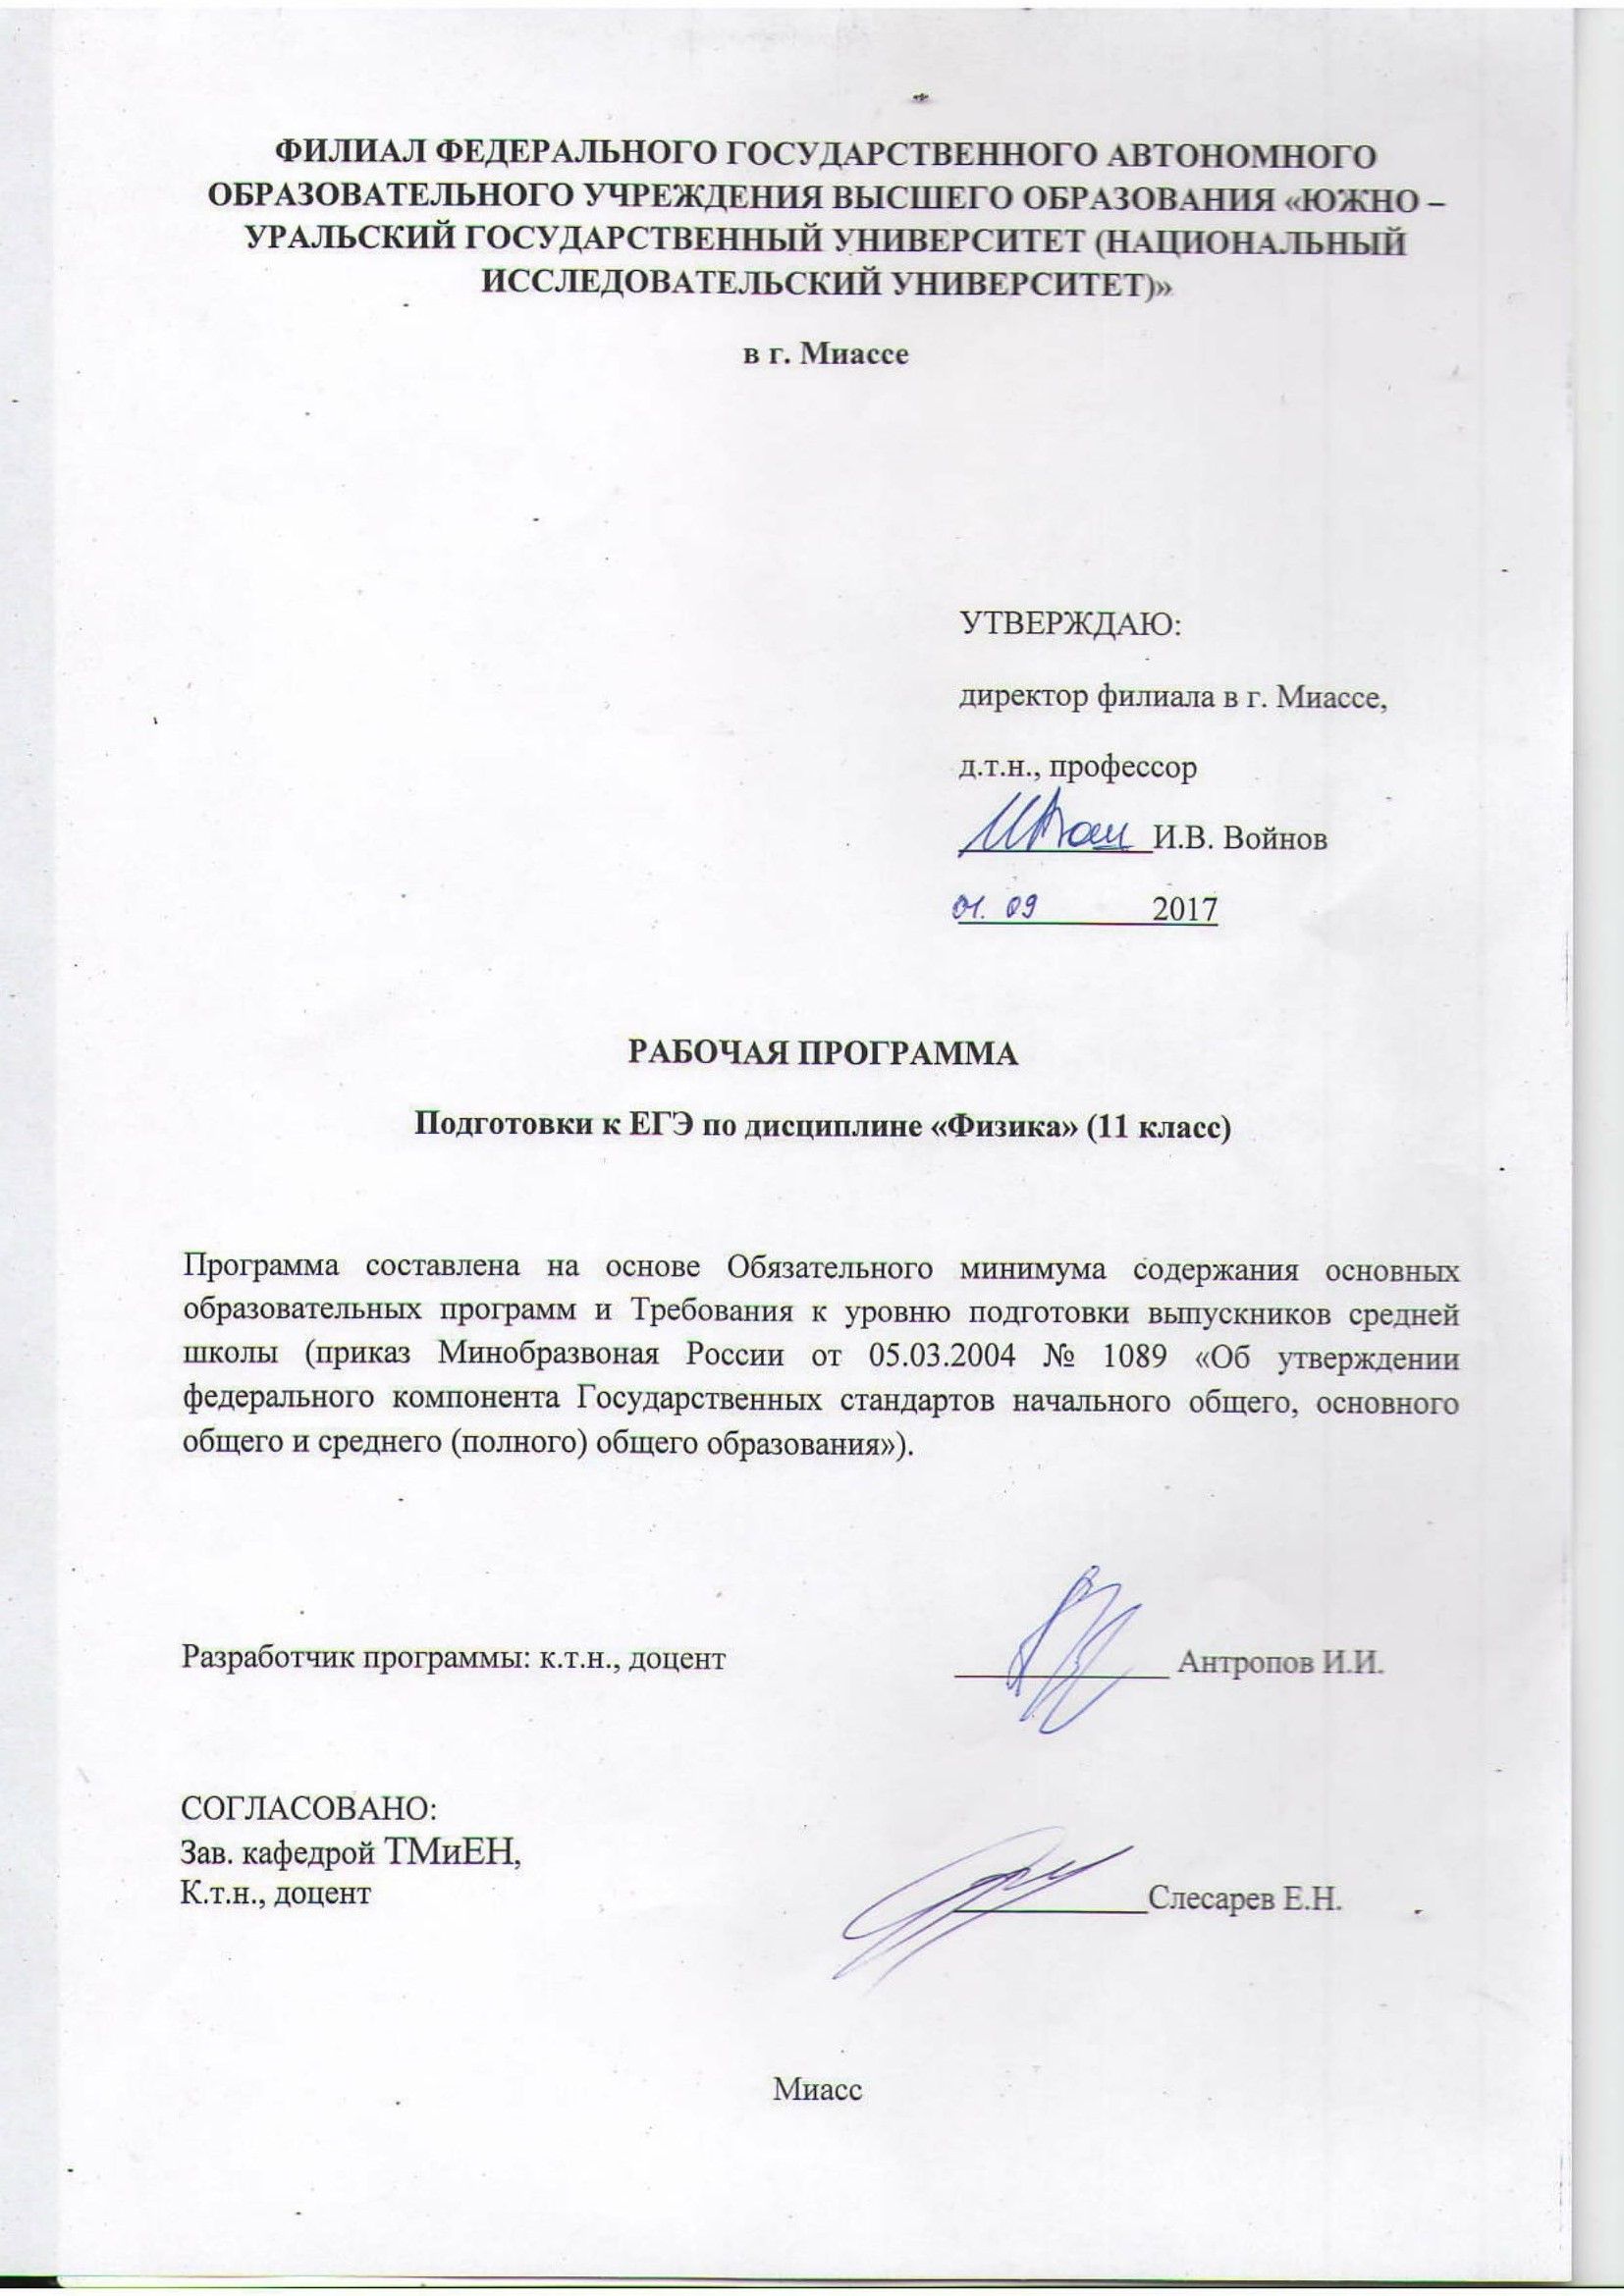 ФИЛИАЛ ФЕДЕРАЛЬНОГО ГОСУДАРСТВЕННОГО АВТОНОМНОГО
ОБРАЗОВАТЕЛЬНОГО УЧРЕЖДЕНИЯ ВЫСШЕГО ОБРАЗОВАНИЯ «ЮЖНО –
УРАЛЬСКИЙ ГОСУДАРСТВЕННЫЙ УНИВЕРСИТЕТ (НАЦИОНАЛЬНЫЙ
ИССЛЕДОВАТЕЛЬСКИЙ УНИВЕРСИТЕТ)»
в г. Миассе
УТВЕРЖДАЮ:
директор филиала в г. Миассе,
д.т.н., профессор
И.В. Войнов
01. 09 2017
РАБОЧАЯ ПРОГРАММА
Подготовки к ЕГЭ по дисциплине «Физика» (11 класс)
Программа составлена на основе Обязательного минимума содержания основных
образовательных программ и Требования к уровню подготовки выпускников средней
школы (приказ Минобразвоная России от 05.03.2004 № 1089 «Об утверждении
федерального компонента Государственных стандартов начального общего, основного
общего и среднего (полного) общего образования»).
Разработчик программы: к.т.н., доцент Антропов И.И.
СОГЛАСОВАНО:
Зав. кафедрой ТМиЕН,
К.т.н., доцент Слесарев Е.Н.
Миасс